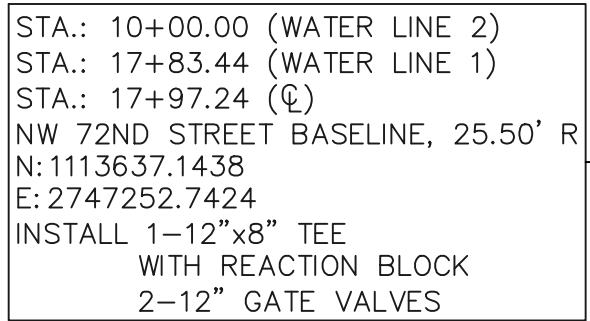 STA.: 10+00.00 (WATER LINE 2)
STA.: 17+83.44 (WATER LINE 1)
STA.: 17+97.24 (℄)
NW 72ND STREET BASELINE, 25.50' R
N: 1113637.1438
E: 2747252.7424
INSTALL 1–12"x8" TEE
WITH REACTION BLOCK
2–12" GATE VALVES